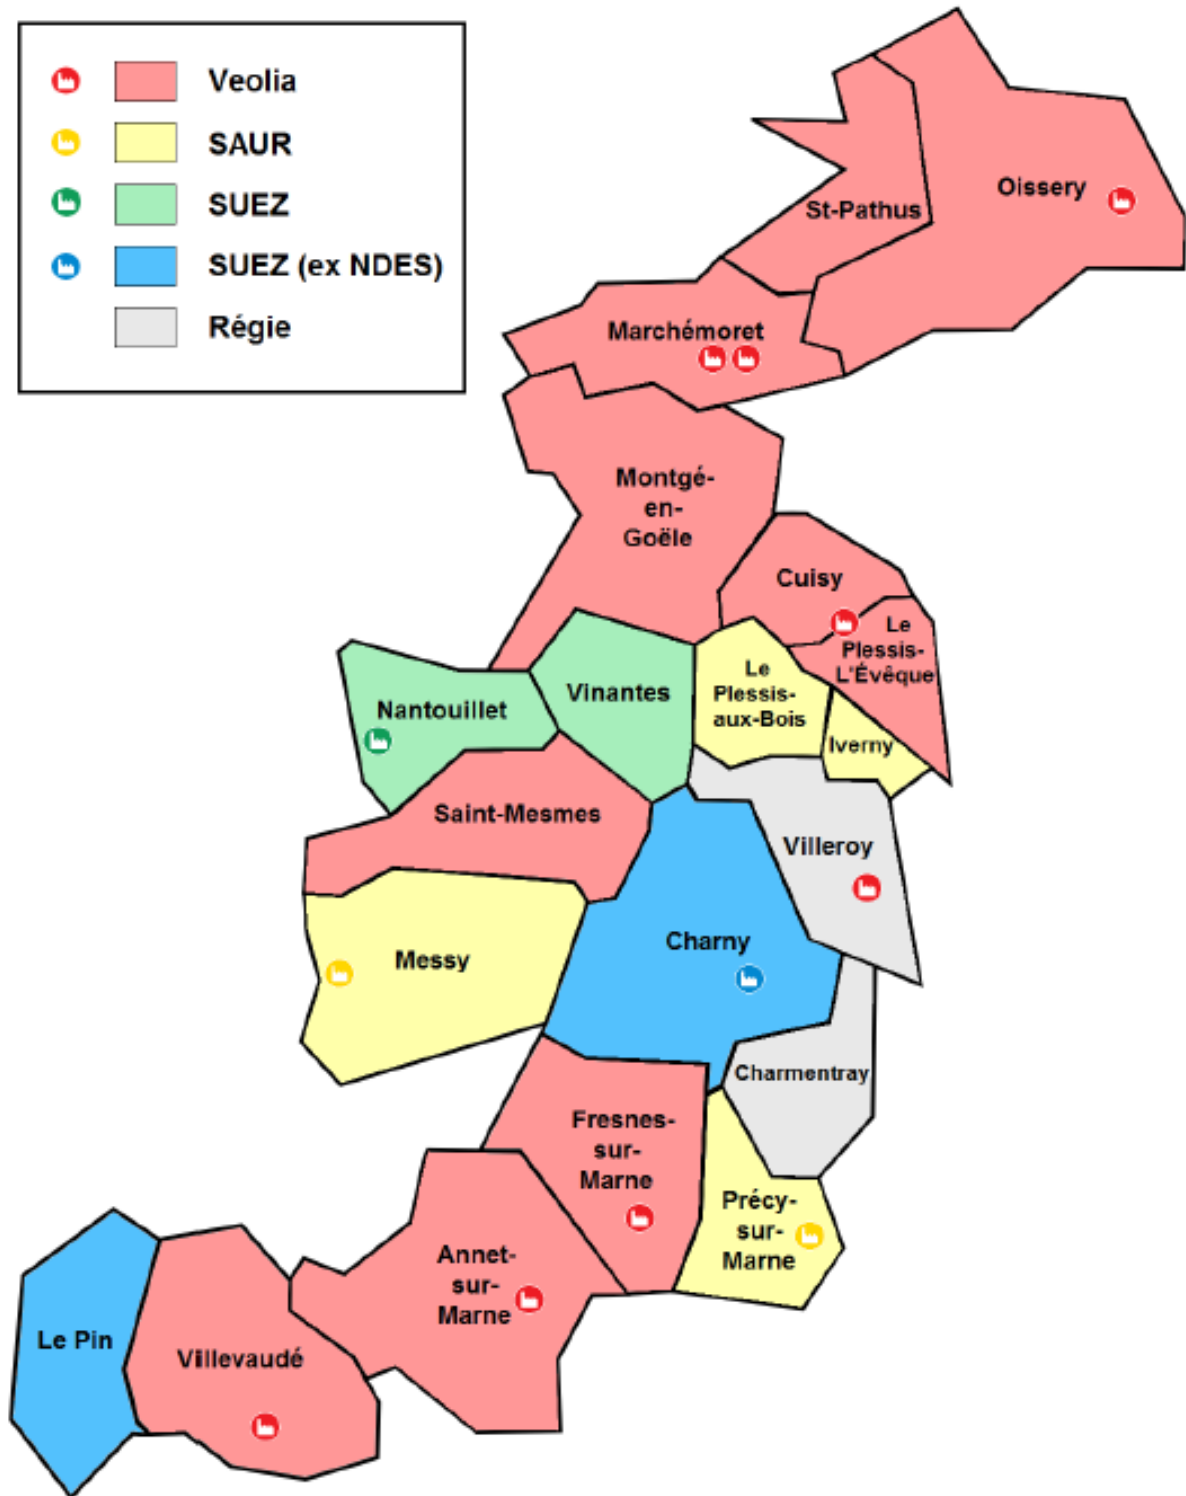 Veolia
SAUR
SUEZ
SUEZ (ex NDES)
Régie
Oissery
St-Pathus
Marchémoret
Montgé-
en-
Goële
Cuisy
Le
Plessis-
L'Évêque
Le
Plessis-
aux-Bois
Vinantes
Nantouillet
Iverny
Saint-Mesmes
Villeroy
Charny
Messy
Charmentray
Fresnes-
sur-
Marne
Précy-
sur-
Marne
Annet-
sur-
Marne
Le Pin
Villevaudé